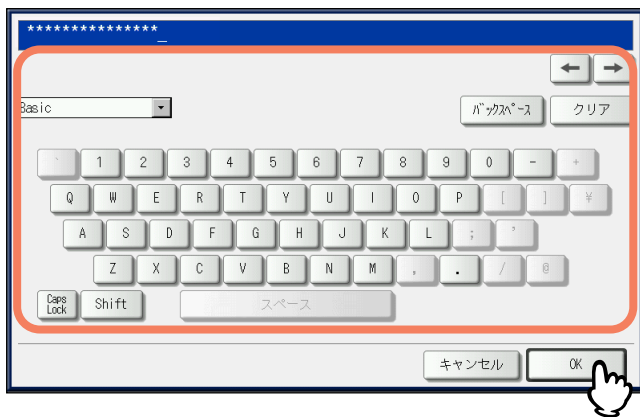 ***************_
← →
Basic バックスペース クリア
` 1 2 3 4 5 6 7 8 9 0 - +
Q W E R T Y U I O P [ ] ¥
A S D F G H J K L ; '
Z X C V B N M , . / @
Caps Lock Shift スペース
キャンセル OK